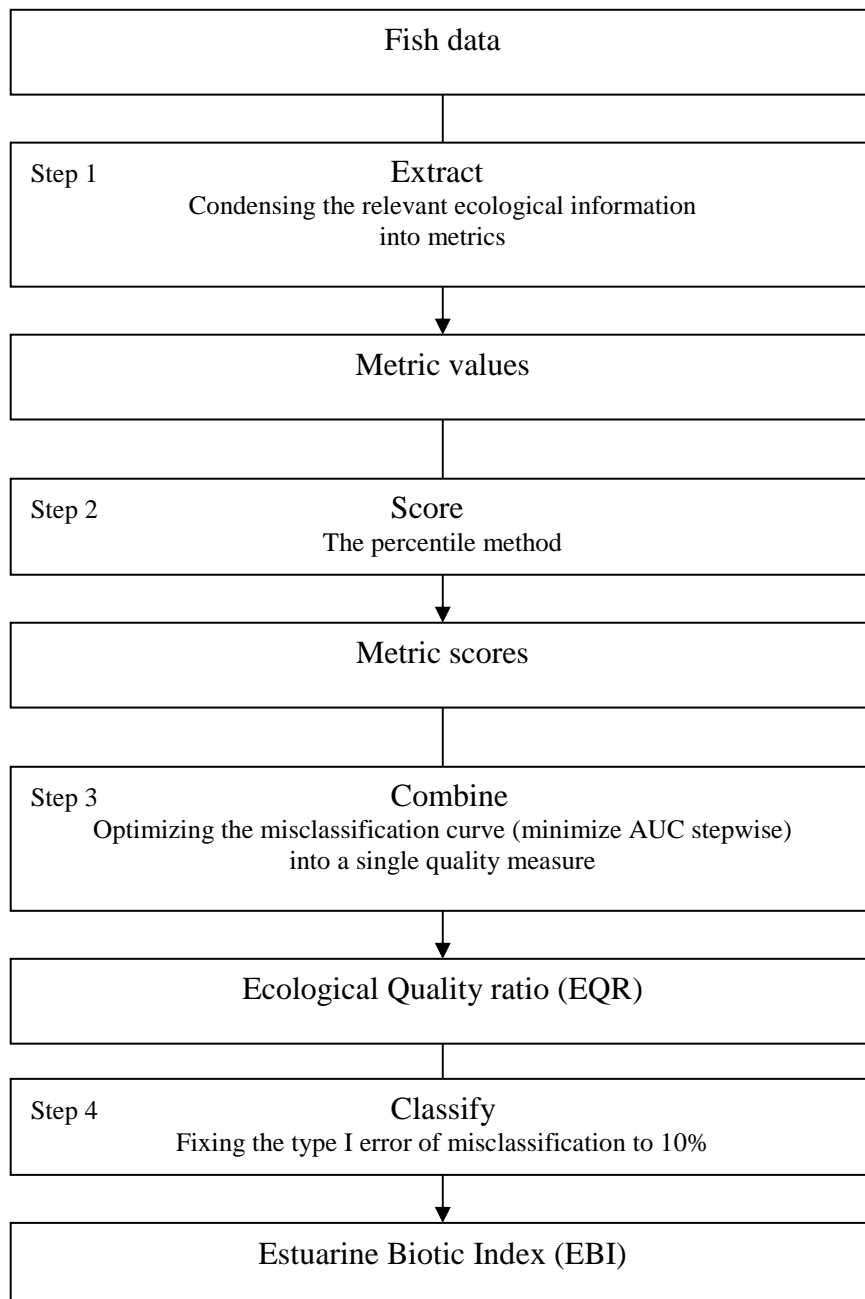 Fish data
Step 1
Extract
Condensing the relevant ecological information
into metrics
Metric values
Step 2
Score
The percentile method
Metric scores
Step 3
Combine
Optimizing the misclassification curve (minimize AUC stepwise)
into a single quality measure
Ecological Quality ratio (EQR)
Step 4
Classify
Fixing the type I error of misclassification to 10%
Estuarine Biotic Index (EBI)